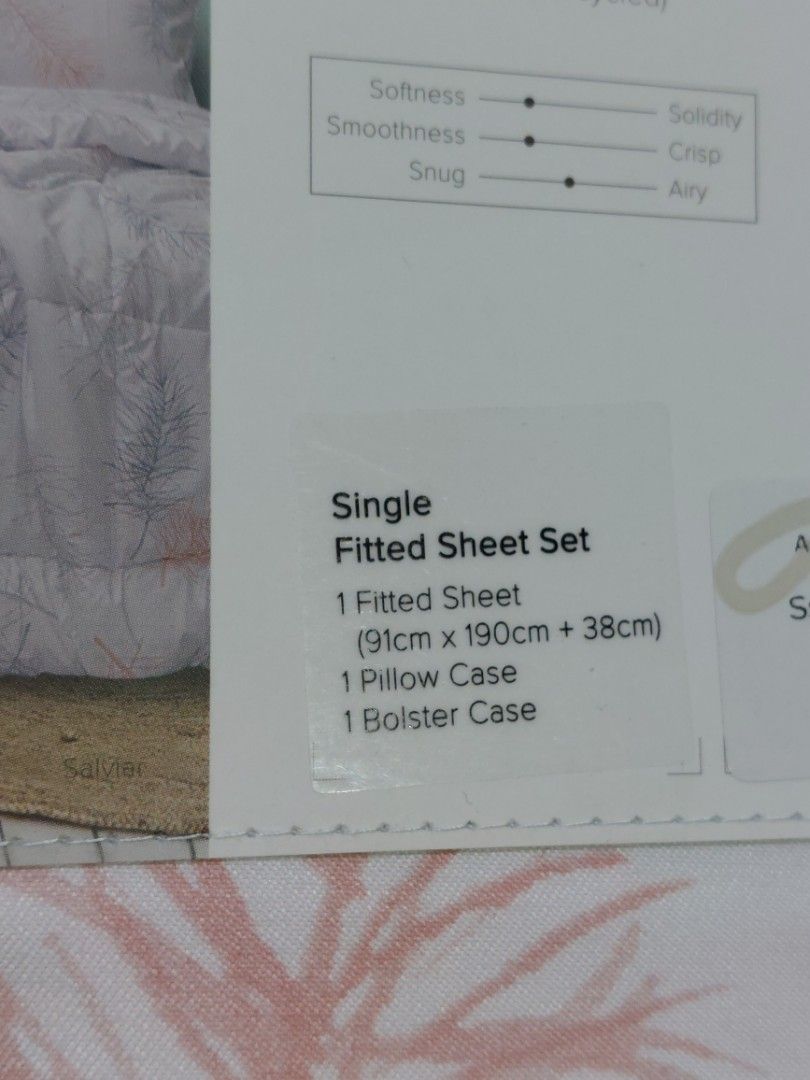 Softness Solidity
Smoothness Crisp
Snug Airy
Single
Fitted Sheet Set
1 Fitted Sheet
(91cm x 190cm + 38cm)
1 Pillow Case
1 Bolster Case